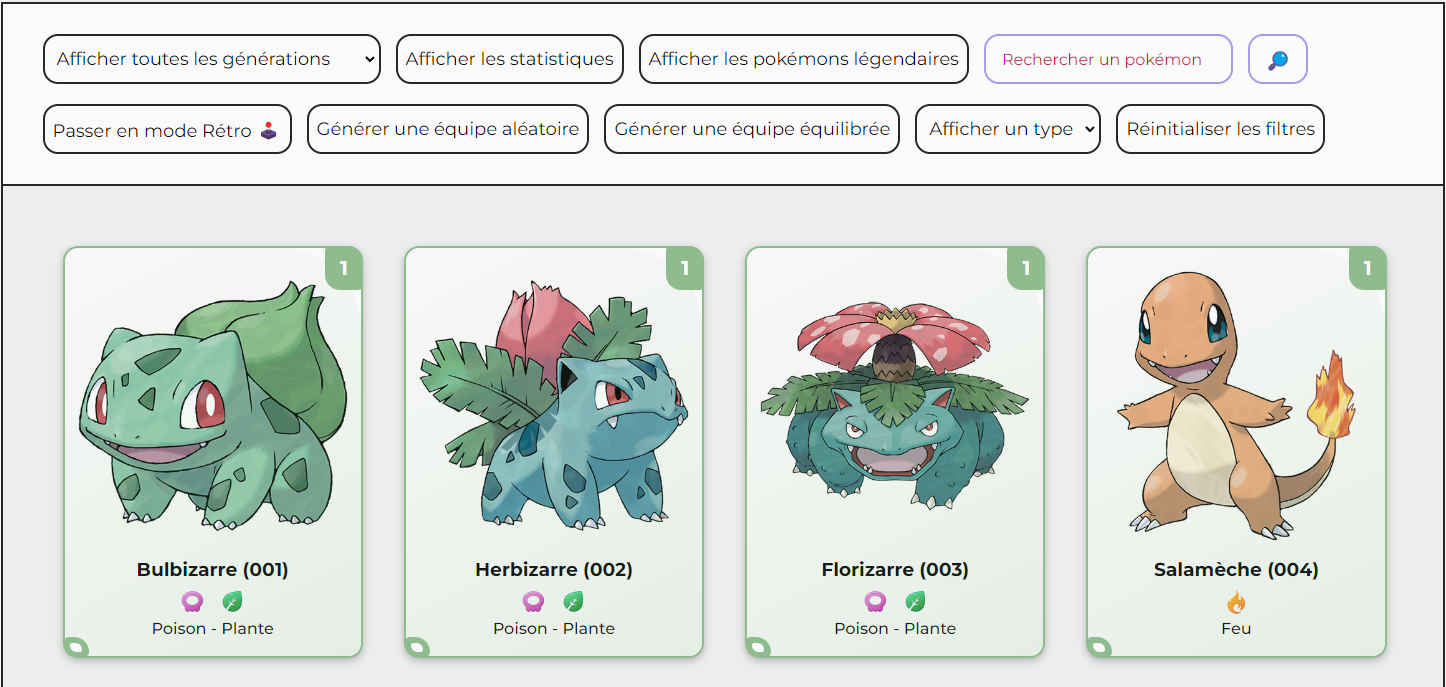 Afficher toutes les générations
Afficher les statistiques
Afficher les pokémons légendaires
Rechercher un pokémon
Passer en mode Rétro
Générer une équipe aléatoire
Générer une équipe équilibrée
Afficher un type
Réinitialiser les filtres
1
Bulbizarre (001)
Poison - Plante
1
Herbizarre (002)
Poison - Plante
1
Florizarre (003)
Poison - Plante
1
Salamèche (004)
Feu